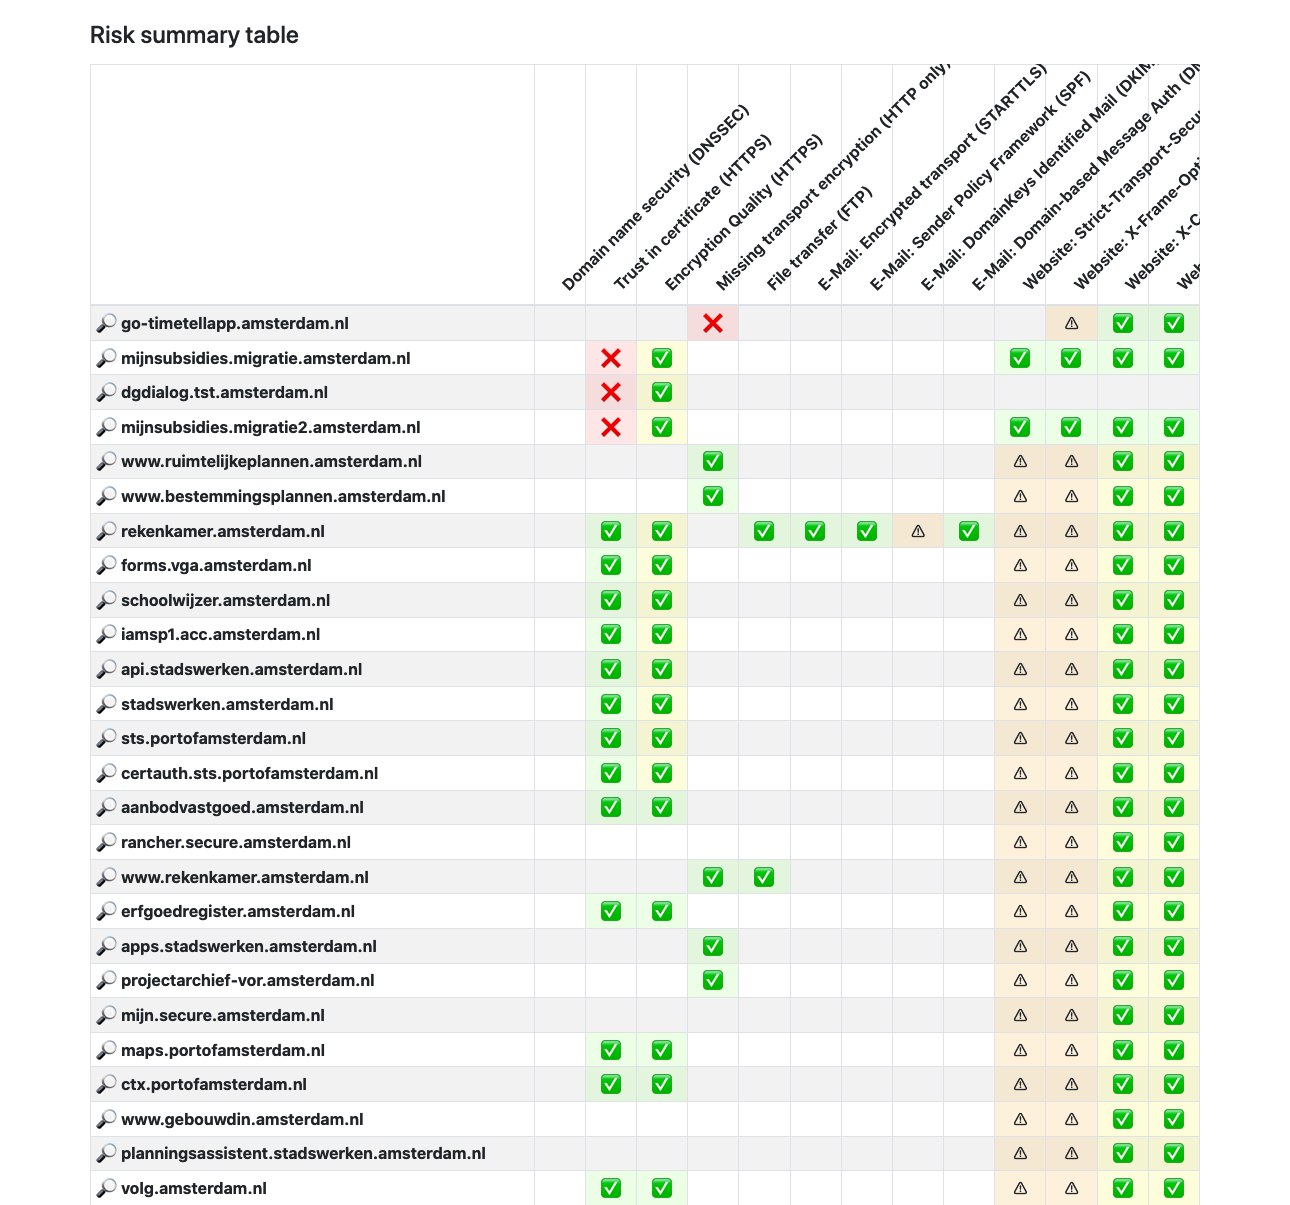 Risk summary table
Domain name security (DNSSEC)
Trust in certificate (HTTPS)
Encryption Quality (HTTPS)
Missing transport encryption (HTTP only)
File transfer (FTP)
E-Mail: Encrypted transport (STARTTLS)
E-Mail: Sender Policy Framework (SPF)
E-Mail: DomainKeys Identified Mail (DKIM
E-Mail: Domain-based Message Auth (DM
Website: Strict-Transport-Secu
Website: X-Frame-Opti
Website: X-C
Web
go-timetellapp.amsterdam.nl
mijnsubsidies.migratie.amsterdam.nl
dgdialog.tst.amsterdam.nl
mijnsubsidies.migratie2.amsterdam.nl
www.ruimtelijkeplannen.amsterdam.nl
www.bestemmingsplannen.amsterdam.nl
rekenkamer.amsterdam.nl
forms.vga.amsterdam.nl
schoolwijzer.amsterdam.nl
iamsp1.acc.amsterdam.nl
api.stadswerken.amsterdam.nl
stadswerken.amsterdam.nl
sts.portofamsterdam.nl
certauth.sts.portofamsterdam.nl
aanbodvastgoed.amsterdam.nl
rancher.secure.amsterdam.nl
www.rekenkamer.amsterdam.nl
erfgoedregister.amsterdam.nl
apps.stadswerken.amsterdam.nl
projectarchief-vor.amsterdam.nl
mijn.secure.amsterdam.nl
maps.portofamsterdam.nl
ctx.portofamsterdam.nl
www.gebouwdin.amsterdam.nl
planningsassistent.stadswerken.amsterdam.nl
volg.amsterdam.nl